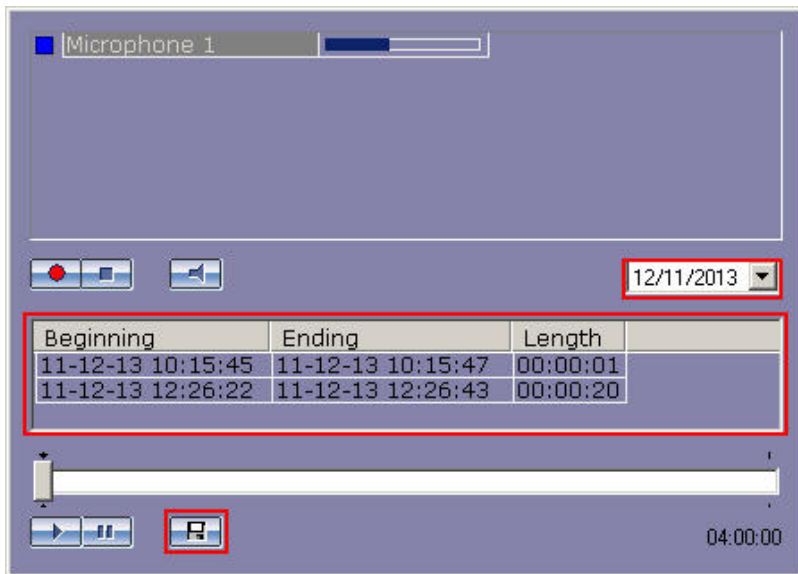 Microphone 1
12/11/2013
Beginning Ending Length
11-12-13 10:15:45 11-12-13 10:15:47 00:00:01
11-12-13 12:26:22 11-12-13 12:26:43 00:00:20
04:00:00